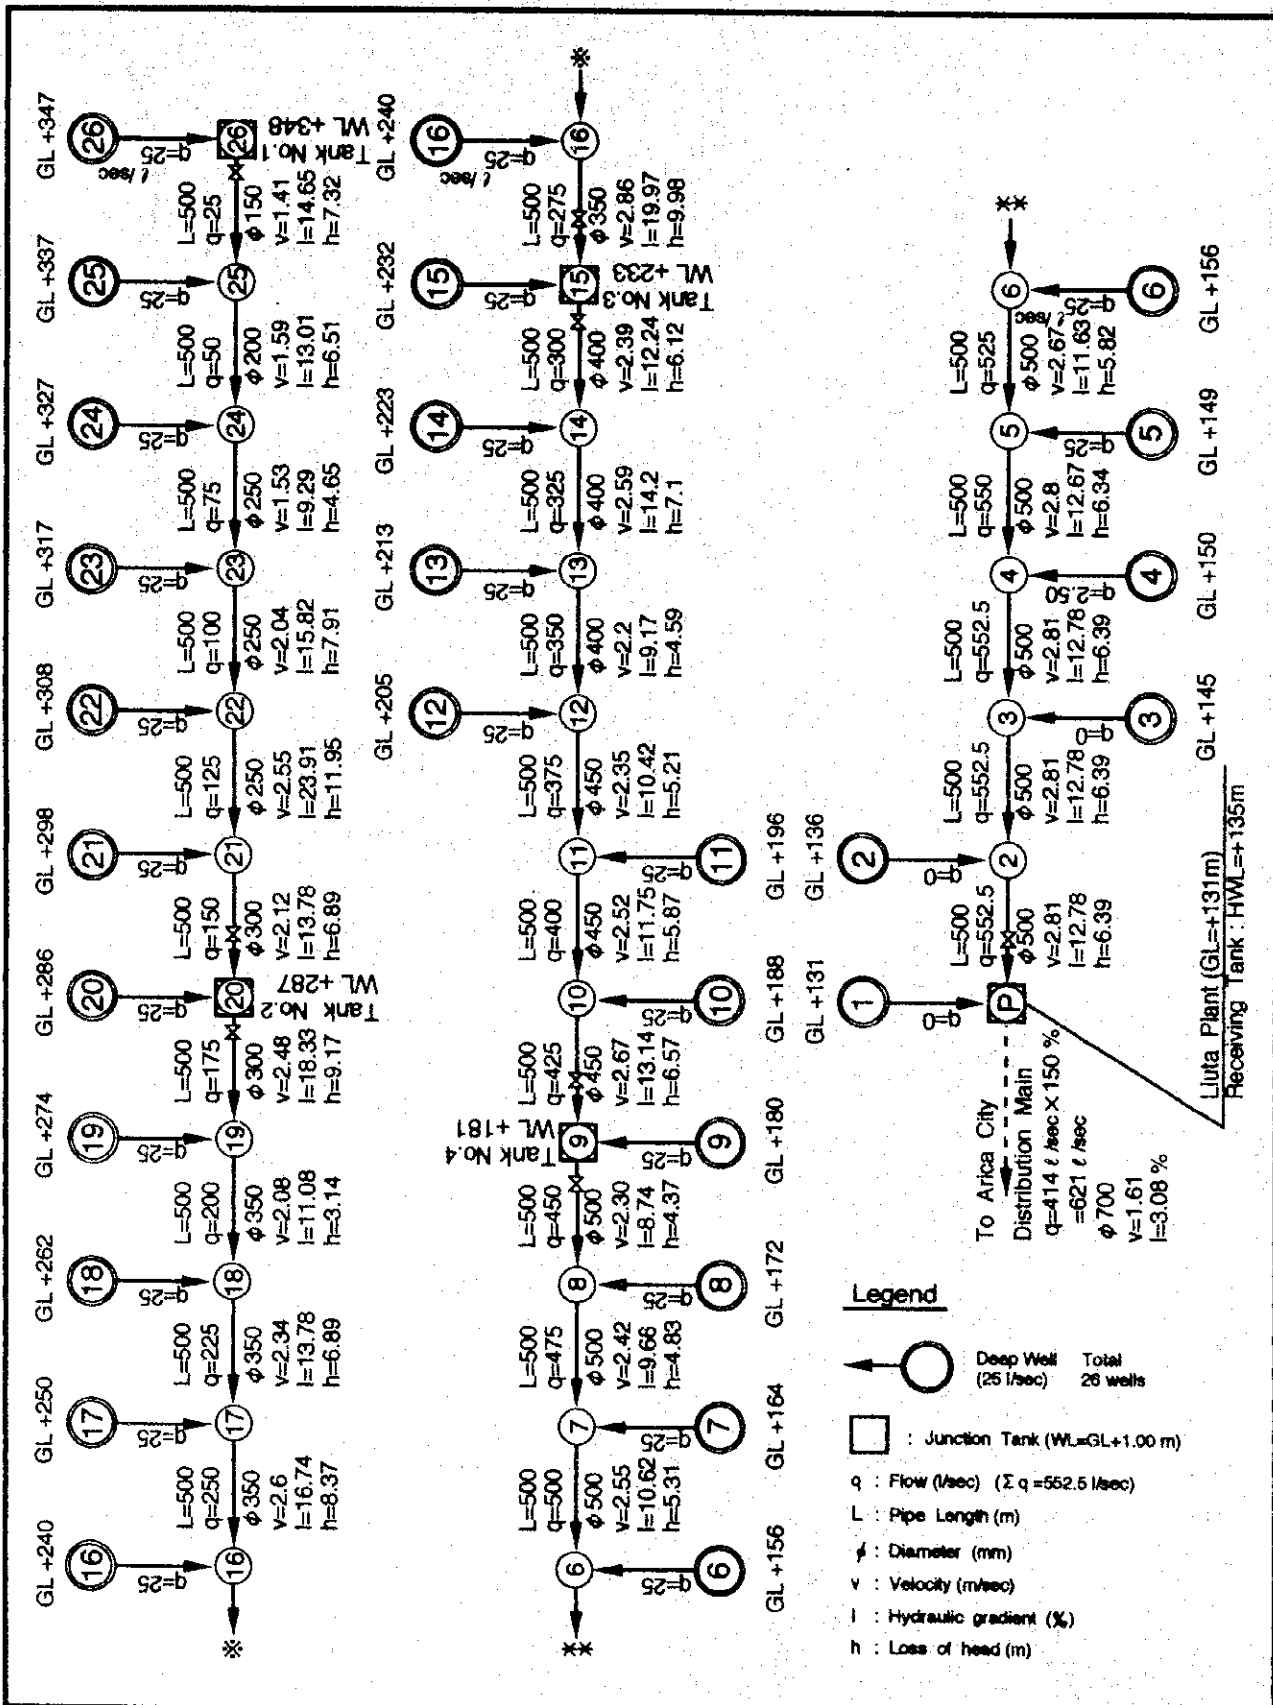 GL +347
26
q=25
ℓ/sec
26
Tank No.1
WL +348
L=500
q=25
φ150
v=1.41
I=14.65
h=7.32
GL +337
25
q=25
25
L=500
q=50
φ200
v=1.59
I=13.01
h=6.51
GL +327
24
q=25
24
L=500
q=75
φ250
v=1.53
I=9.29
h=4.65
GL +317
23
q=25
23
L=500
q=100
φ250
v=2.04
I=15.82
h=7.91
GL +308
22
q=25
22
L=500
q=125
φ250
v=2.55
I=23.91
h=11.95
GL +298
21
q=25
21
L=500
q=150
φ300
v=2.12
I=13.78
h=6.89
GL +286
20
q=25
20
Tank No.2
WL +287
L=500
q=175
φ300
v=2.48
I=18.33
h=9.17
GL +274
19
q=25
19
L=500
q=200
φ350
v=2.08
I=11.08
h=3.14
GL +262
18
q=25
18
L=500
q=225
φ350
v=2.34
I=13.78
h=6.89
GL +250
17
q=25
17
L=500
q=250
φ350
v=2.6
I=16.74
h=8.37
GL +240
16
q=25
16
※
※
GL +240
16
q=25
ℓ/sec
16
L=500
q=275
φ350
v=2.86
I=19.97
h=9.98
GL +232
15
q=25
15
Tank No.3
WL +233
L=500
q=300
φ400
v=2.39
I=12.24
h=6.12
GL +223
14
q=25
14
L=500
q=325
φ400
v=2.59
I=14.2
h=7.1
GL +213
13
q=25
13
L=500
q=350
φ400
v=2.2
I=9.17
h=4.59
GL +205
12
q=25
12
L=500
q=375
φ450
v=2.35
I=10.42
h=5.21
11
q=25
11
GL +196
L=500
q=400
φ450
v=2.52
I=11.75
h=5.87
10
q=25
10
GL +188
L=500
q=425
φ450
v=2.67
I=13.14
h=6.57
Tank No.4
WL +181
9
q=25
9
GL +180
L=500
q=450
φ500
v=2.30
I=8.74
h=4.37
8
q=25
8
GL +172
L=500
q=475
φ500
v=2.42
I=9.66
h=4.83
7
q=25
7
GL +164
L=500
q=500
φ500
v=2.55
I=10.62
h=5.31
6
q=25
6
GL +156
**
**
6
q=25
ℓ/sec
6
GL +156
L=500
q=525
φ500
v=2.67
I=11.63
h=5.82
5
q=25
5
GL +149
L=500
q=550
φ500
v=2.8
I=12.67
h=6.34
4
q=2.50
4
GL +150
L=500
q=552.5
φ500
v=2.81
I=12.78
h=6.39
3
q=0
3
GL +145
L=500
q=552.5
φ500
v=2.81
I=12.78
h=6.39
GL +136
2
q=0
2
L=500
q=552.5
φ500
v=2.81
I=12.78
h=6.39
GL +131
1
q=0
P
Lluta Plant (GL=+131m)
Receiving Tank : HWL=+135m
To Arica City
Distribution Main
q=414 ℓ/sec × 150 %
=621 ℓ/sec
φ700
v=1.61
I=3.08 %
Legend
Deep Well Total
(25 l/sec) 26 wells
: Junction Tank (WL=GL+1.00 m)
q : Flow (l/sec) (Σ q =552.5 l/sec)
L : Pipe Length (m)
φ : Diameter (mm)
v : Velocity (m/sec)
I : Hydraulic gradient (‰)
h : Loss of head (m)